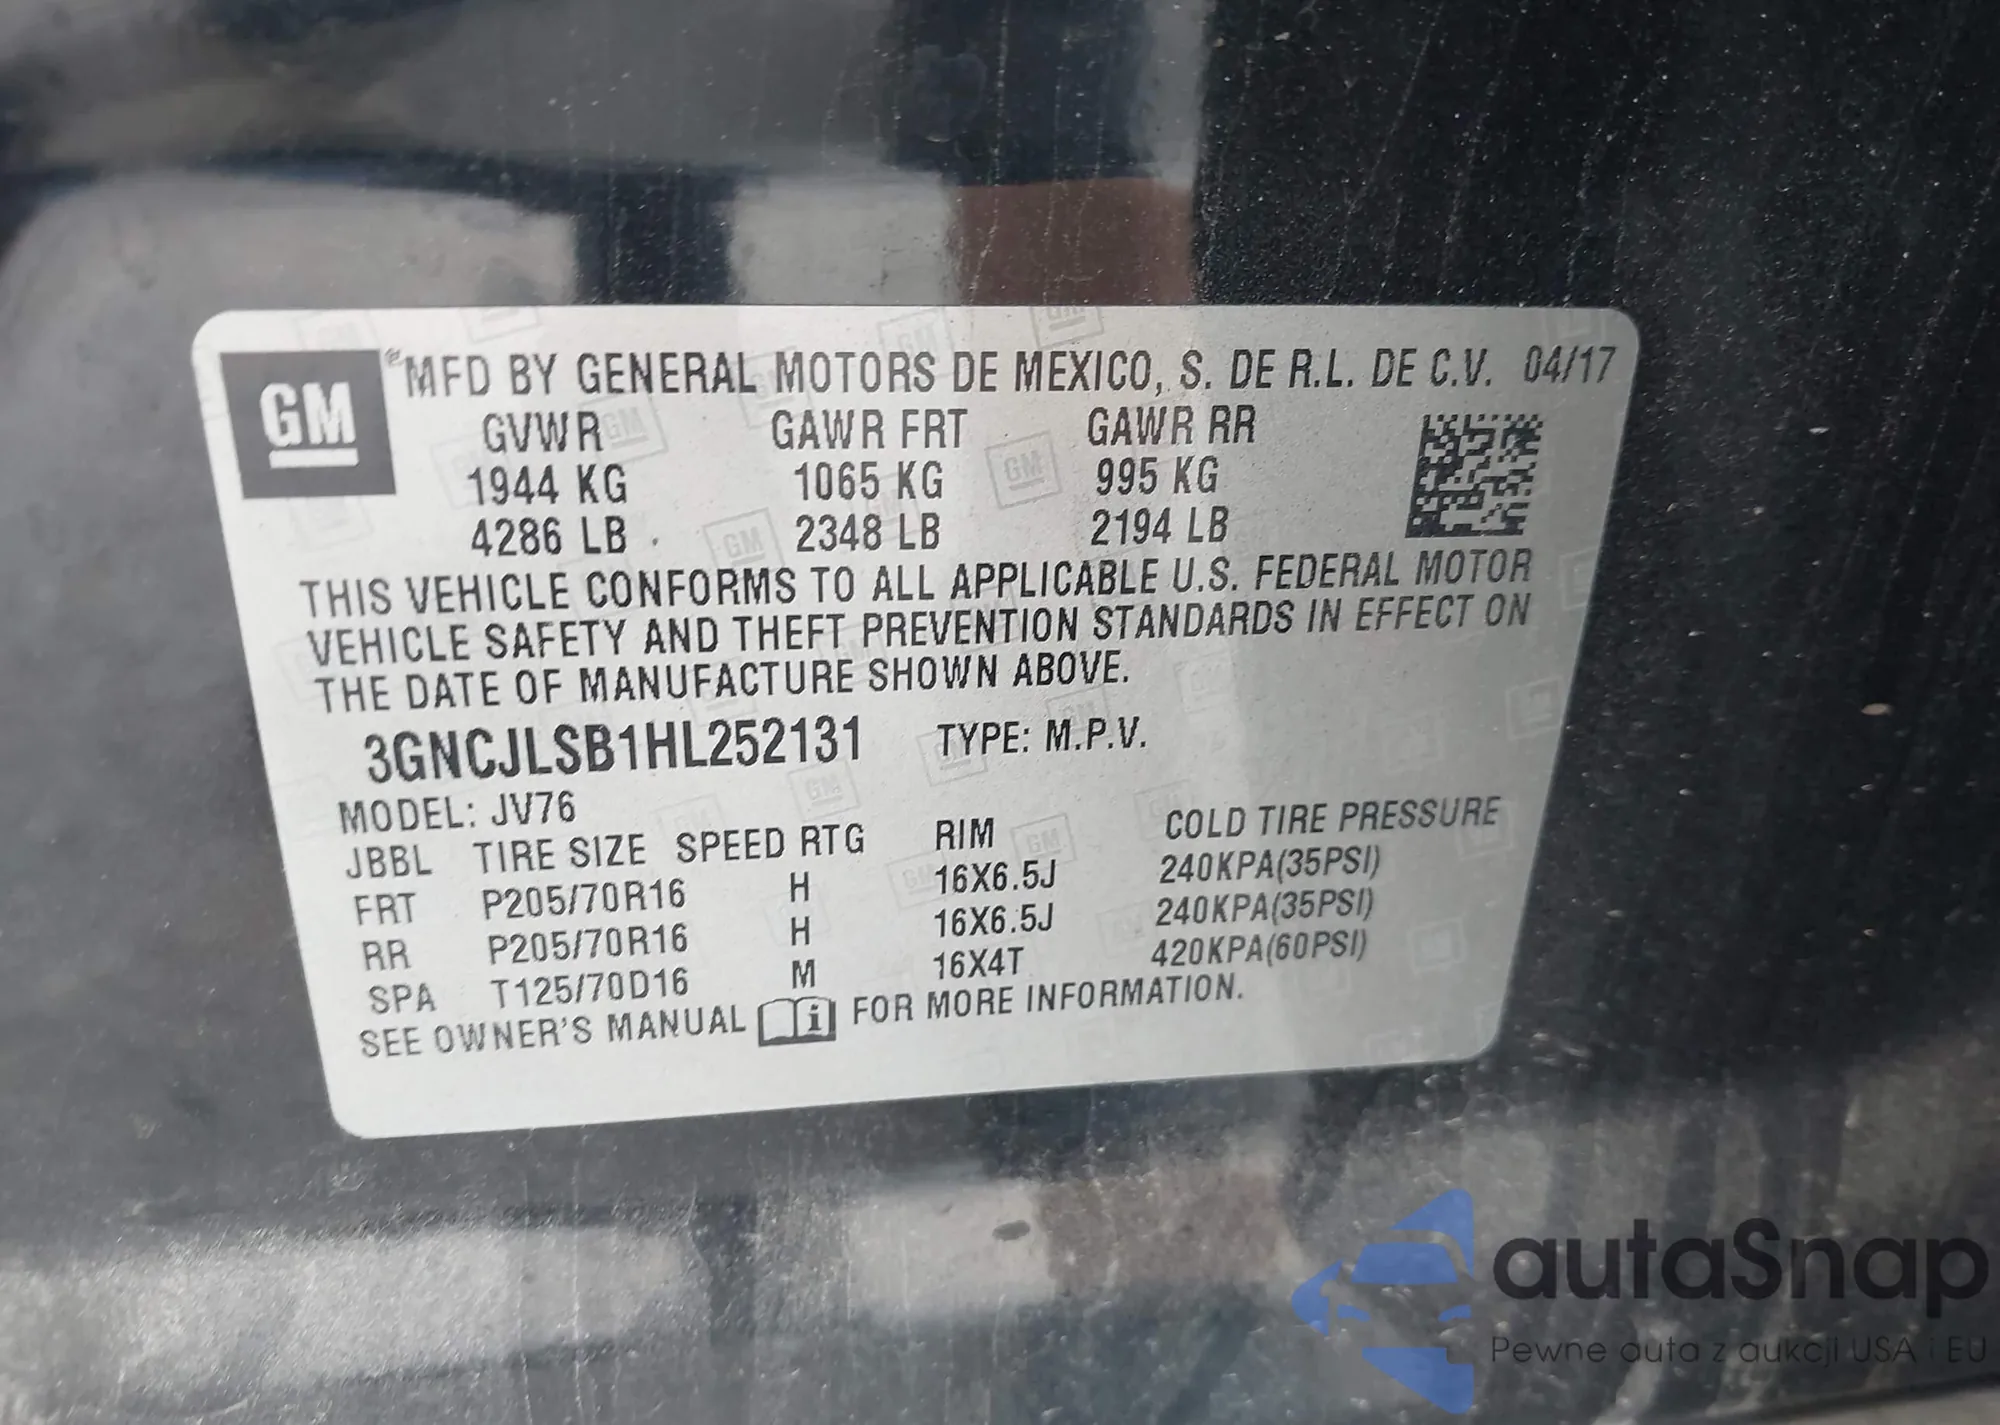 GM
®MFD BY GENERAL MOTORS DE MEXICO, S. DE R.L. DE C.V. 04/17
GVWR GAWR FRT GAWR RR
1944 KG 1065 KG 995 KG
4286 LB 2348 LB 2194 LB
THIS VEHICLE CONFORMS TO ALL APPLICABLE U.S. FEDERAL MOTOR
VEHICLE SAFETY AND THEFT PREVENTION STANDARDS IN EFFECT ON
THE DATE OF MANUFACTURE SHOWN ABOVE.
3GNCJLSB1HL252131 TYPE: M.P.V.
MODEL: JV76
JBBL TIRE SIZE SPEED RTG RIM COLD TIRE PRESSURE
FRT P205/70R16 H 16X6.5J 240KPA(35PSI)
RR P205/70R16 H 16X6.5J 240KPA(35PSI)
SPA T125/70D16 M 16X4T 420KPA(60PSI)
SEE OWNER'S MANUAL i FOR MORE INFORMATION.
autaSnap
Pewne auta z aukcji USA i EU